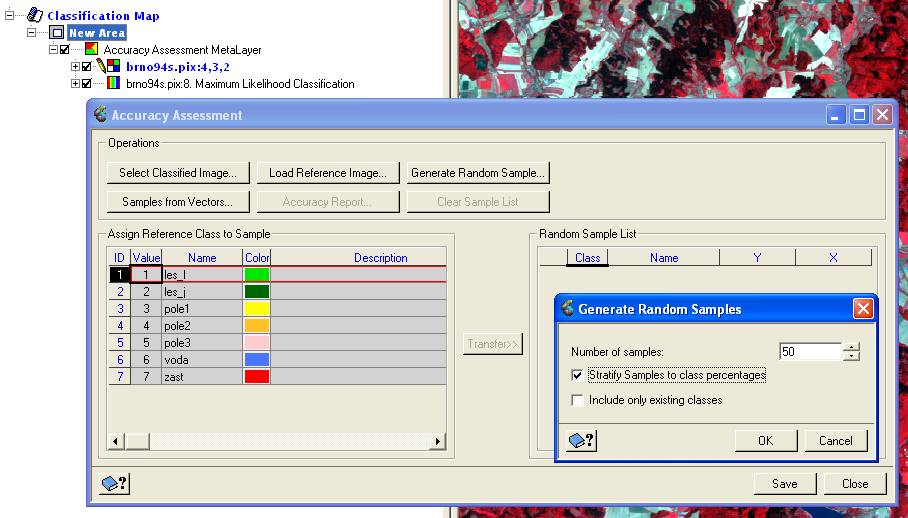 Classification Map
New Area
Accuracy Assessment MetaLayer
brno94s.pix:4,3,2
brno94s.pix:8. Maximum Likelihood Classification
Accuracy Assessment
Operations
Select Classified Image... Load Reference Image... Generate Random Sample...
Samples from Vectors... Accuracy Report... Clear Sample List
Assign Reference Class to Sample
ID Value Name Color Description
1 1 les_l
2 2 les_j
3 3 pole1
4 4 pole2
5 5 pole3
6 6 voda
7 7 zast
Transfer>>
Random Sample List
Class Name Y X
Generate Random Samples
Number of samples: 50
Stratify Samples to class percentages
Include only existing classes
? OK Cancel
? Save Close